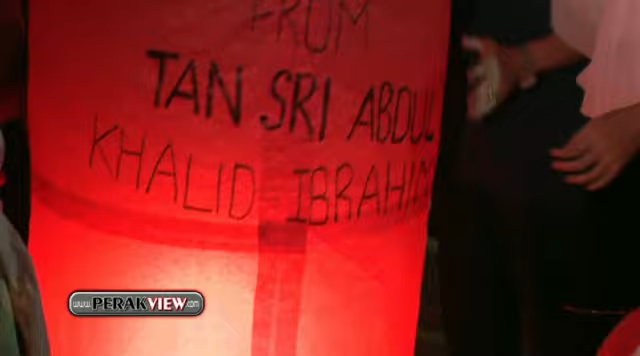 FROM
TAN SRI ABDUL
KHALID IBRAHIM
www.PERAKVIEW.com